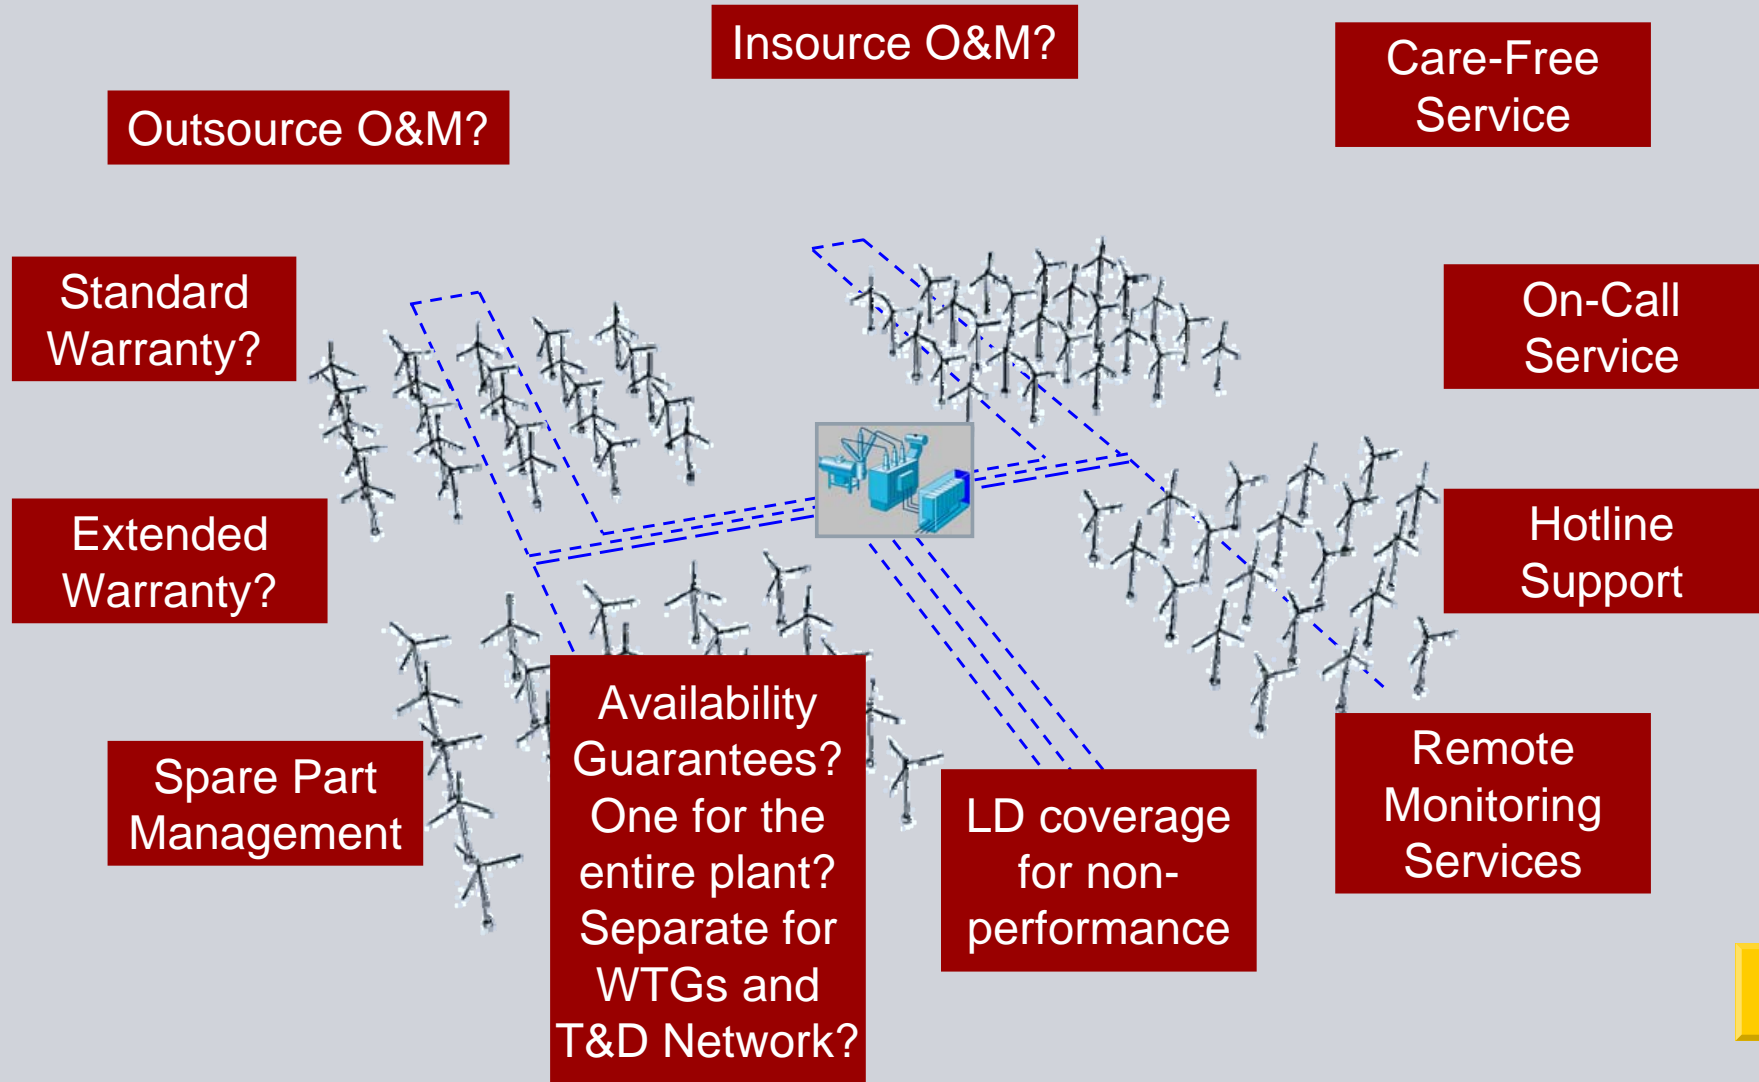 Insource O&M?
Care-Free
Service
Outsource O&M?
Standard
Warranty?
On-Call
Service
Extended
Warranty?
Hotline
Support
Spare Part
Management
Availability
Guarantees?
One for the
entire plant?
Separate for
WTGs and
T&D Network?
LD coverage
for non-
performance
Remote
Monitoring
Services